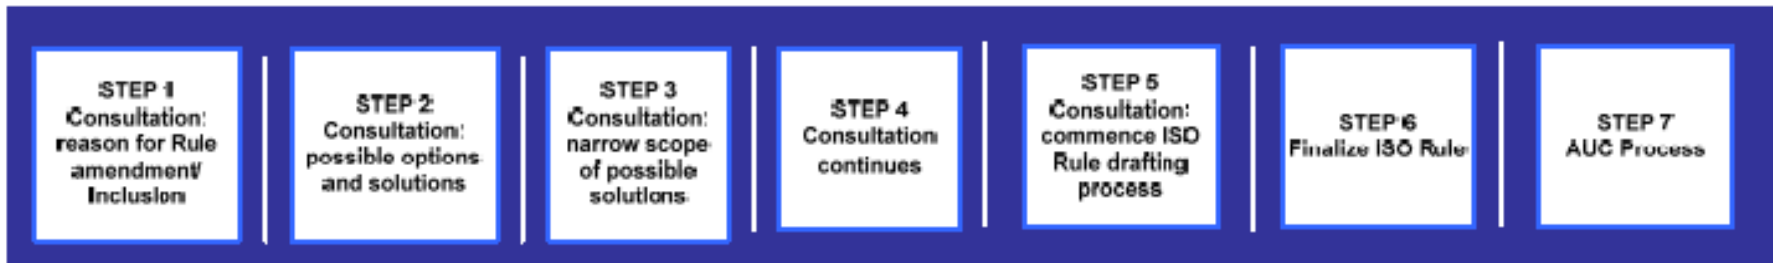 STEP 1
Consultation:
reason for Rule
amendment/
Inclusion
STEP 2
Consultation:
possible options
and solutions
STEP 3
Consultation:
narrow scope
of possible
solutions
STEP 4
Consultation
continues
STEP 5
Consultation:
commence ISO
Rule drafting
process
STEP 6
Finalize ISO Rule
STEP 7
AUC Process